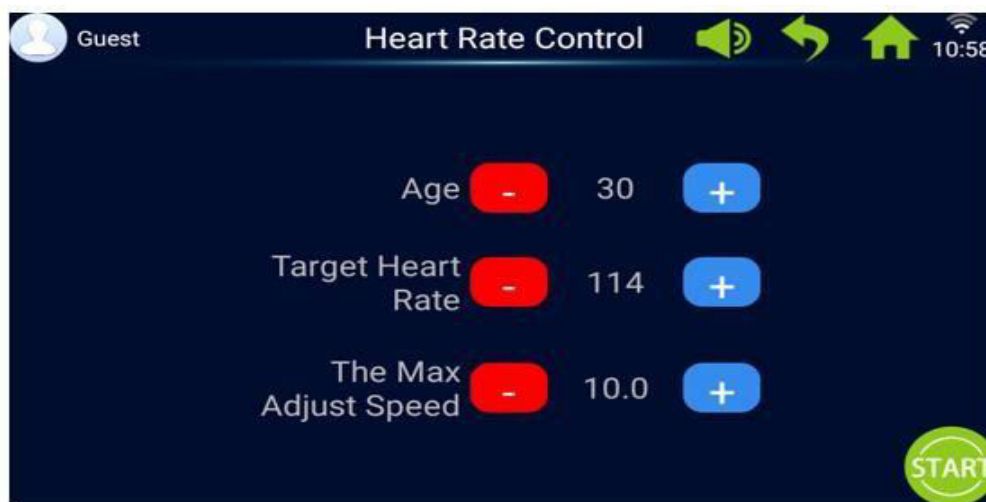 Guest
Heart Rate Control
10:58
Age - 30 +
Target Heart
Rate - 114 +
The Max
Adjust Speed - 10.0 +
START